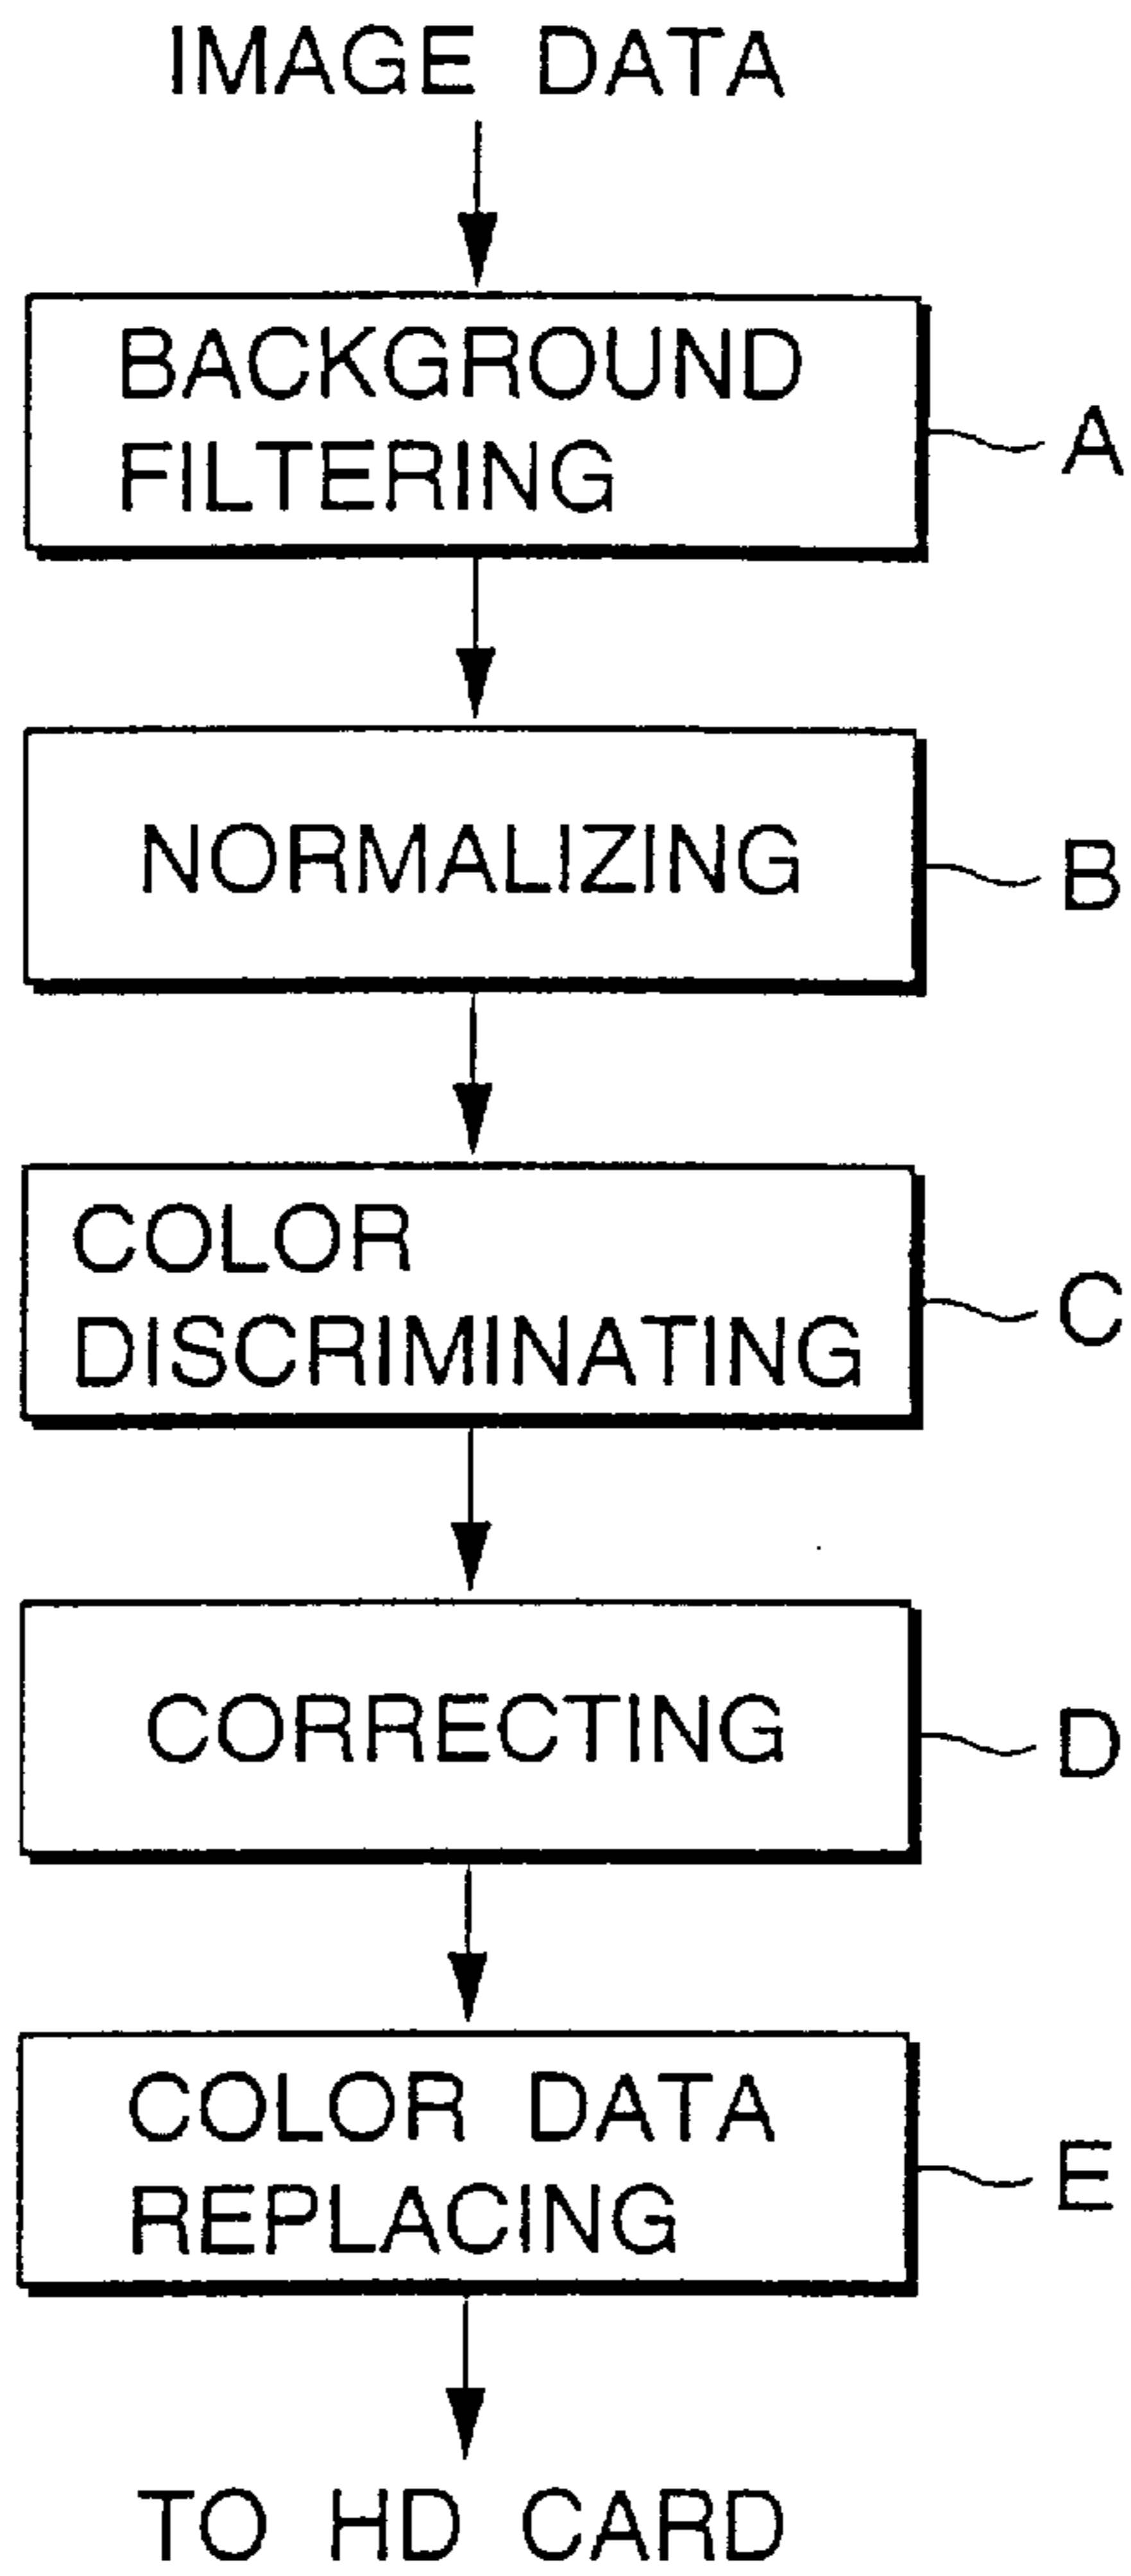 IMAGE DATA
BACKGROUND
FILTERING
A
NORMALIZING
B
COLOR
DISCRIMINATING
C
CORRECTING
D
COLOR DATA
REPLACING
E
TO HD CARD